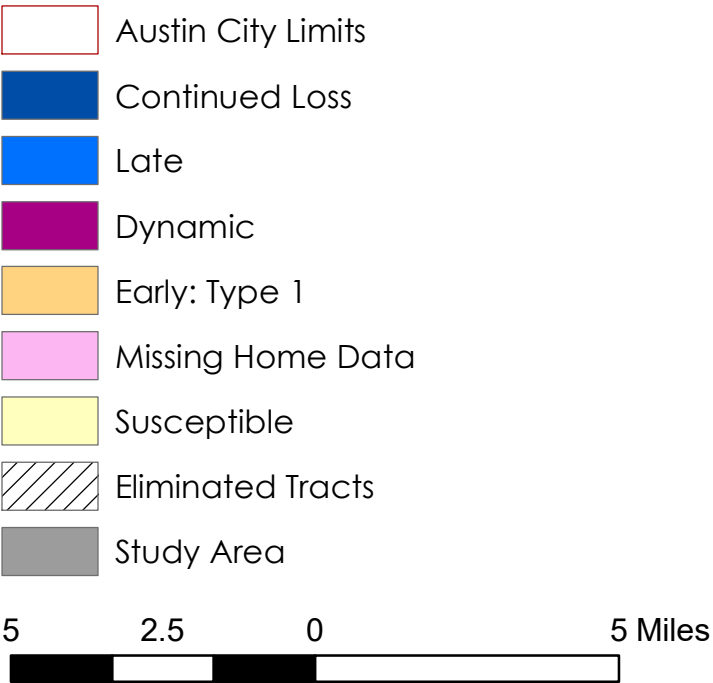 Austin City Limits
Continued Loss
Late
Dynamic
Early: Type 1
Missing Home Data
Susceptible
Eliminated Tracts
Study Area
5 2.5 0 5 Miles